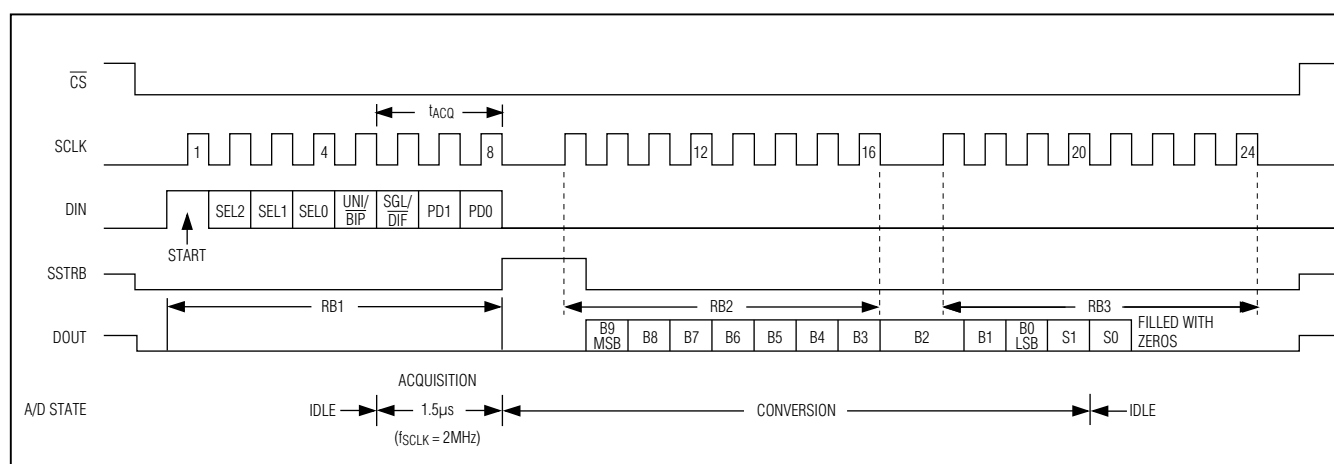 CS
tACQ
SCLK 1 4 8 12 16 20 24
DIN SEL2 SEL1 SEL0 UNI/BIP SGL/DIF PD1 PD0
START
SSTRB
RB1 RB2 RB3
DOUT B9 MSB B8 B7 B6 B5 B4 B3 B2 B1 B0 LSB S1 S0 FILLED WITH ZEROS
ACQUISITION
A/D STATE IDLE 1.5µs CONVERSION IDLE
(fSCLK = 2MHz)